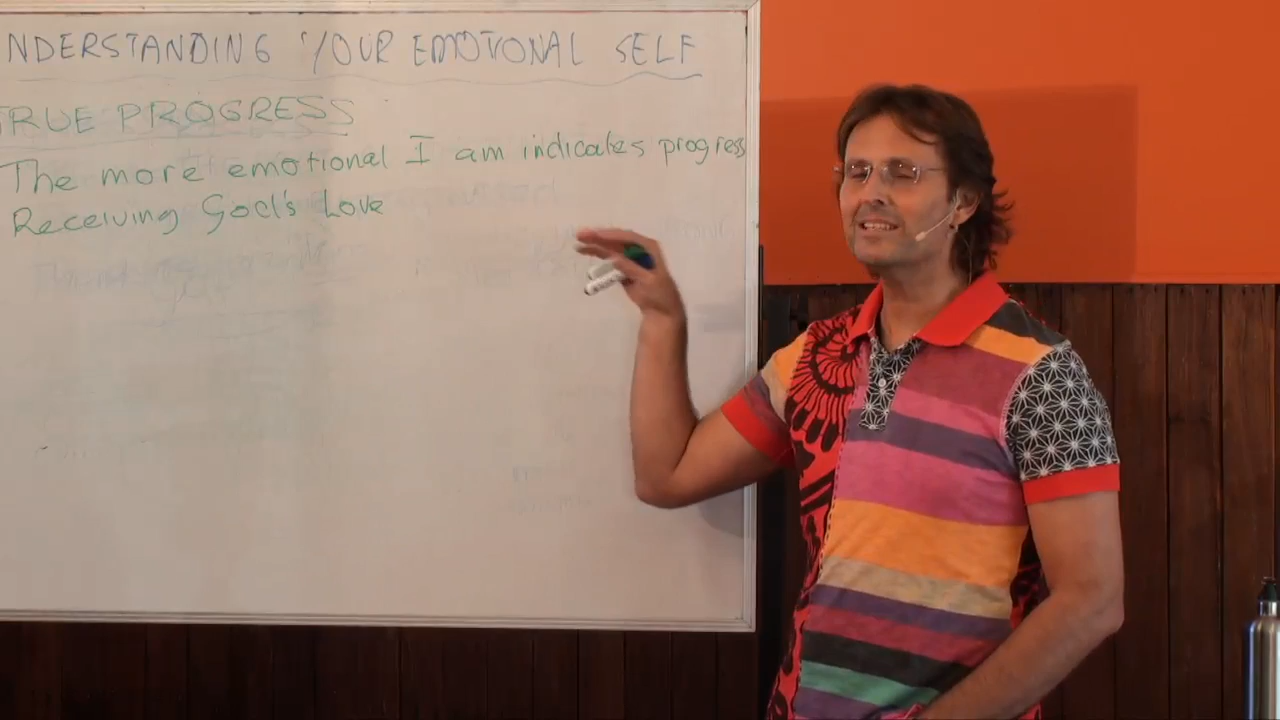 NDERSTANDING YOUR EMOTIONAL SELF
TRUE PROGRESS
The more emotional I am indicates progress
Receiving God's Love